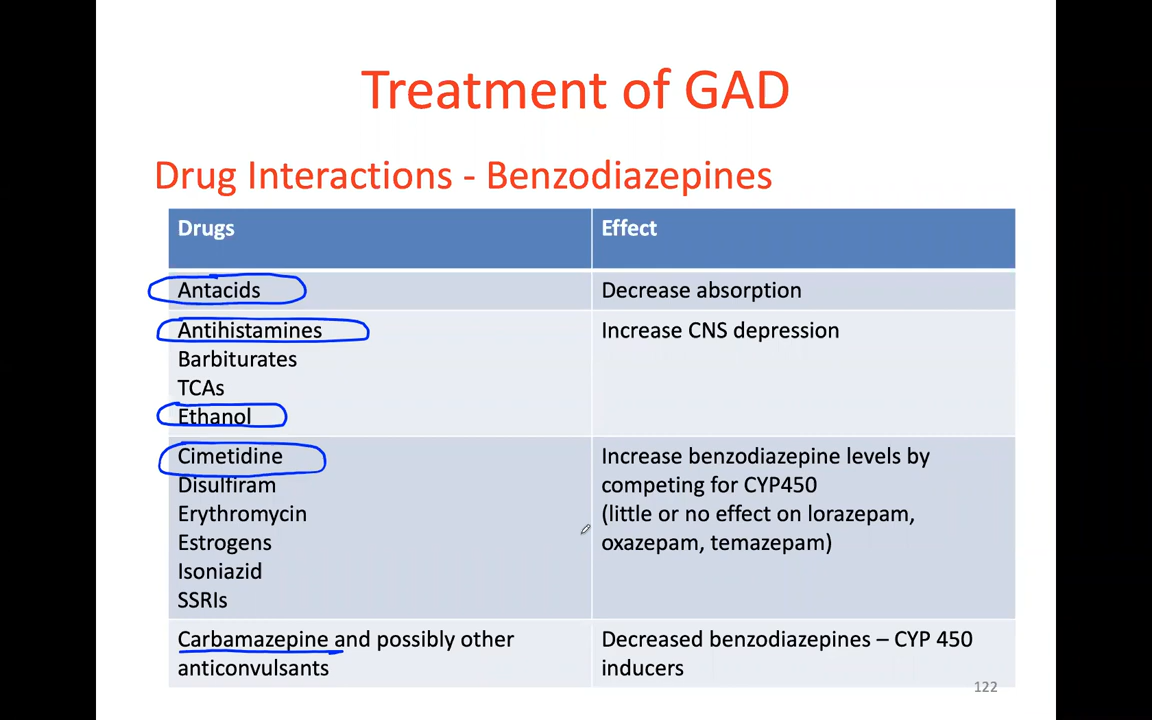 Treatment of GAD
Drug Interactions - Benzodiazepines
Drugs
Effect
Antacids
Decrease absorption
Antihistamines
Barbiturates
TCAs
Ethanol
Increase CNS depression
Cimetidine
Disulfiram
Erythromycin
Estrogens
Isoniazid
SSRIs
Increase benzodiazepine levels by
competing for CYP450
(little or no effect on lorazepam,
oxazepam, temazepam)
Carbamazepine and possibly other
anticonvulsants
Decreased benzodiazepines – CYP 450
inducers
122